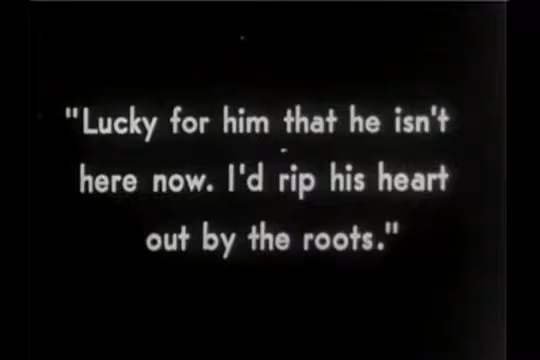 "Lucky for him that he isn't
here now. I'd rip his heart
out by the roots."